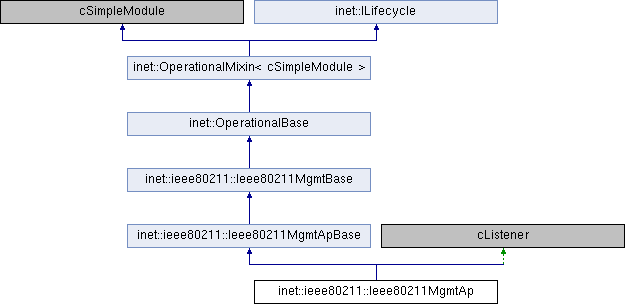 cSimpleModule
inet::ILifecycle
inet::OperationalMixin< cSimpleModule >
inet::OperationalBase
inet::ieee80211::Ieee80211MgmtBase
inet::ieee80211::Ieee80211MgmtApBase
cListener
inet::ieee80211::Ieee80211MgmtAp